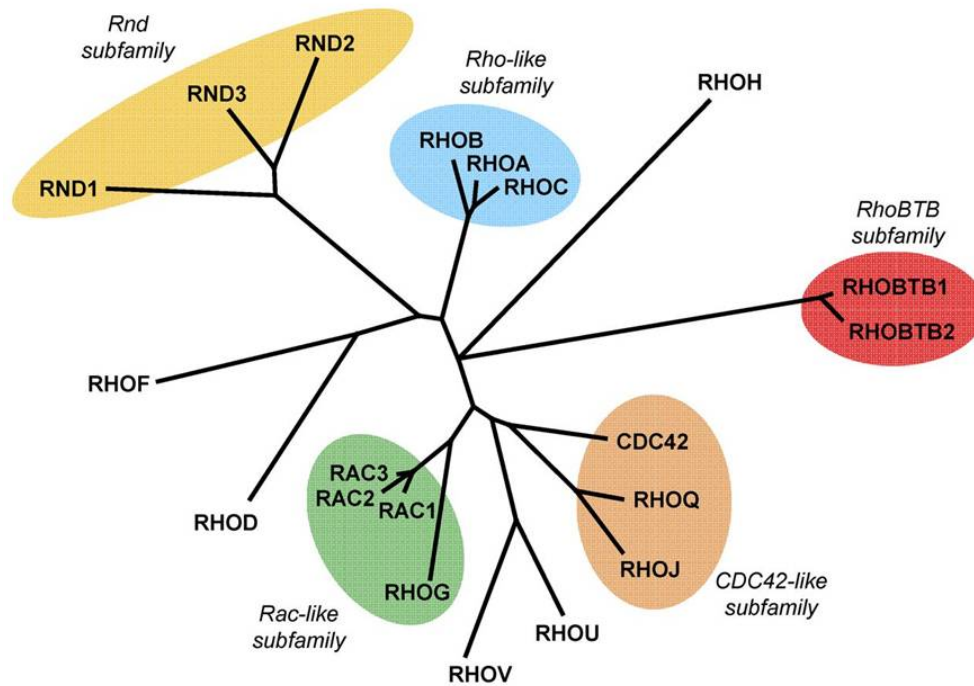 Rnd
subfamily
RND2
RND3
RND1
Rho-like
subfamily
RHOB
RHOA
RHOC
RHOH
RhoBTB
subfamily
RHOBTB1
RHOBTB2
RHOF
RHOD
RAC3
RAC2
RAC1
RHOG
Rac-like
subfamily
RHOV
RHOU
CDC42
RHOQ
RHOJ
CDC42-like
subfamily